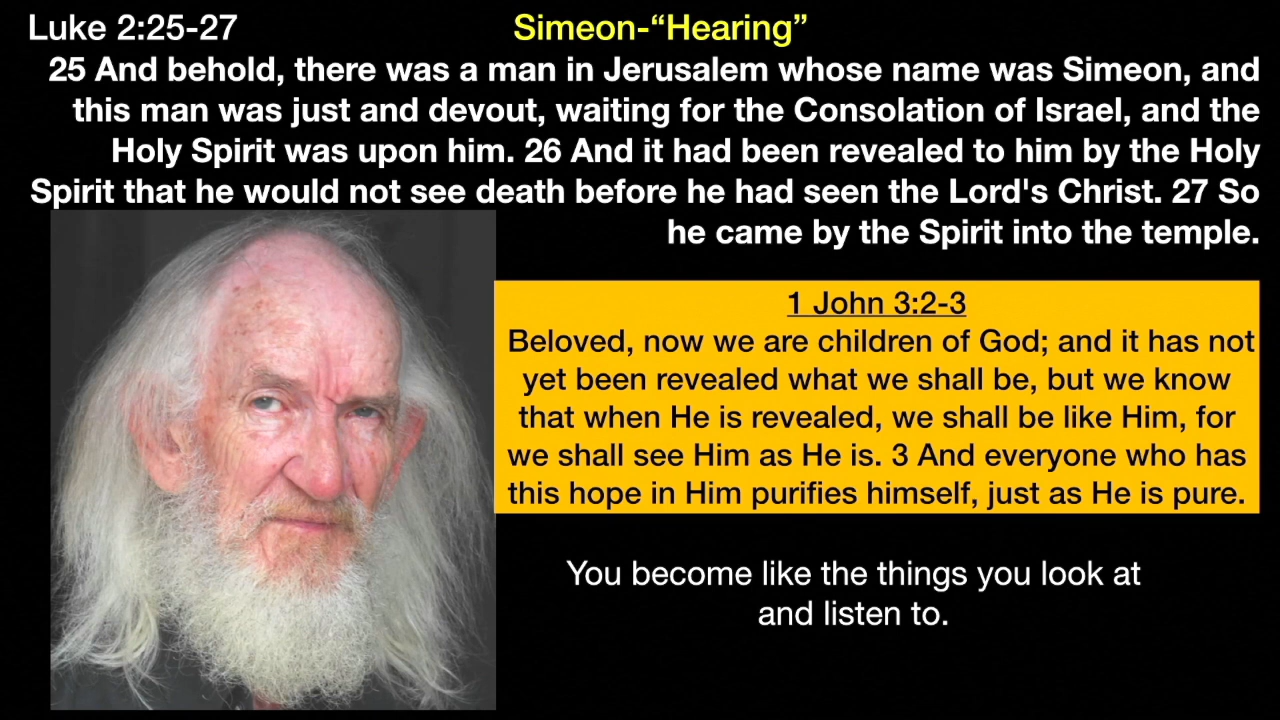 Luke 2:25-27
Simeon-“Hearing”
25 And behold, there was a man in Jerusalem whose name was Simeon, and
this man was just and devout, waiting for the Consolation of Israel, and the
Holy Spirit was upon him. 26 And it had been revealed to him by the Holy
Spirit that he would not see death before he had seen the Lord's Christ. 27 So
he came by the Spirit into the temple.
1 John 3:2-3
Beloved, now we are children of God; and it has not
yet been revealed what we shall be, but we know
that when He is revealed, we shall be like Him, for
we shall see Him as He is. 3 And everyone who has
this hope in Him purifies himself, just as He is pure.
You become like the things you look at
and listen to.